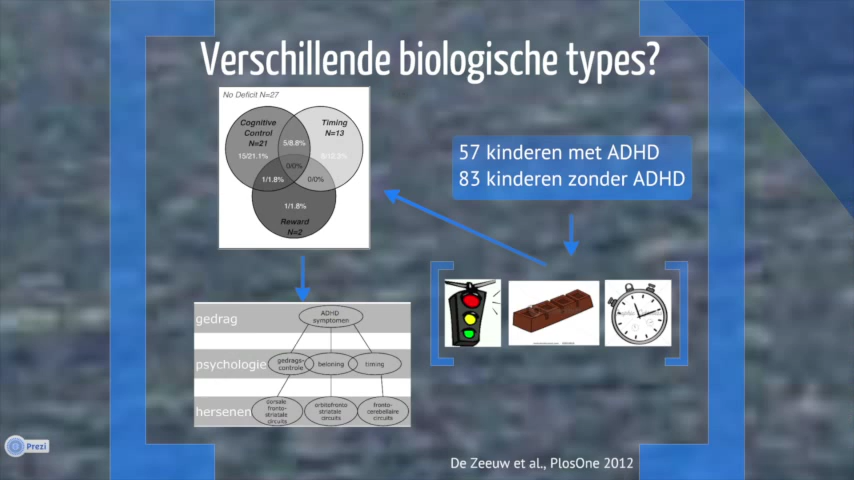 Verschillende biologische types?
No Deficit N=27
Cognitive
Control
N=21
Timing
N=13
5/8.8%
15/21.1%
0/0%
1/1.8%
0/0%
1/1.8%
Reward
N=2
57 kinderen met ADHD
83 kinderen zonder ADHD
gedrag
ADHD
symptomen
psychologie
gedrags-
controle
beloning
timing
hersenen
dorsale
fronto-
striatale
circuits
orbitofronto
striatale
circuits
fronto-
cerebellaire
circuits
Prezi
De Zeeuw et al., PlosOne 2012